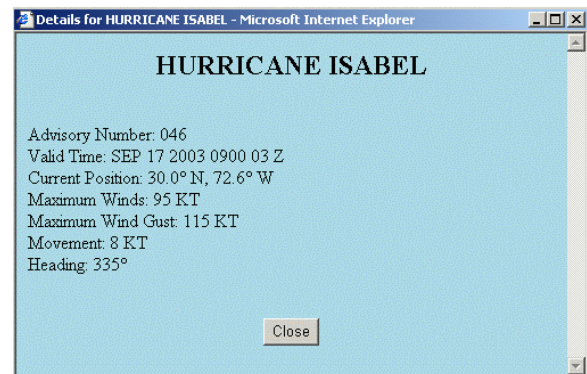 Details for HURRICANE ISABEL - Microsoft Internet Explorer
HURRICANE ISABEL
Advisory Number: 046
Valid Time: SEP 17 2003 0900 03 Z
Current Position: 30.0° N, 72.6° W
Maximum Winds: 95 KT
Maximum Wind Gust: 115 KT
Movement: 8 KT
Heading: 335°
Close